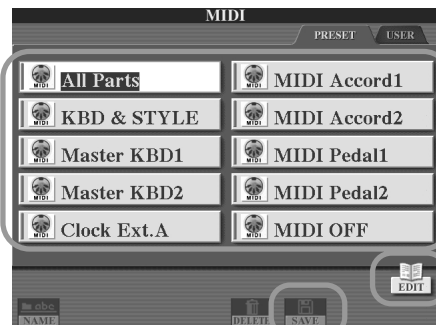 MIDI
PRESET USER
All Parts MIDI Accord1
KBD & STYLE MIDI Accord2
Master KBD1 MIDI Pedal1
Master KBD2 MIDI Pedal2
Clock Ext.A MIDI OFF
EDIT
abc
NAME DELETE SAVE